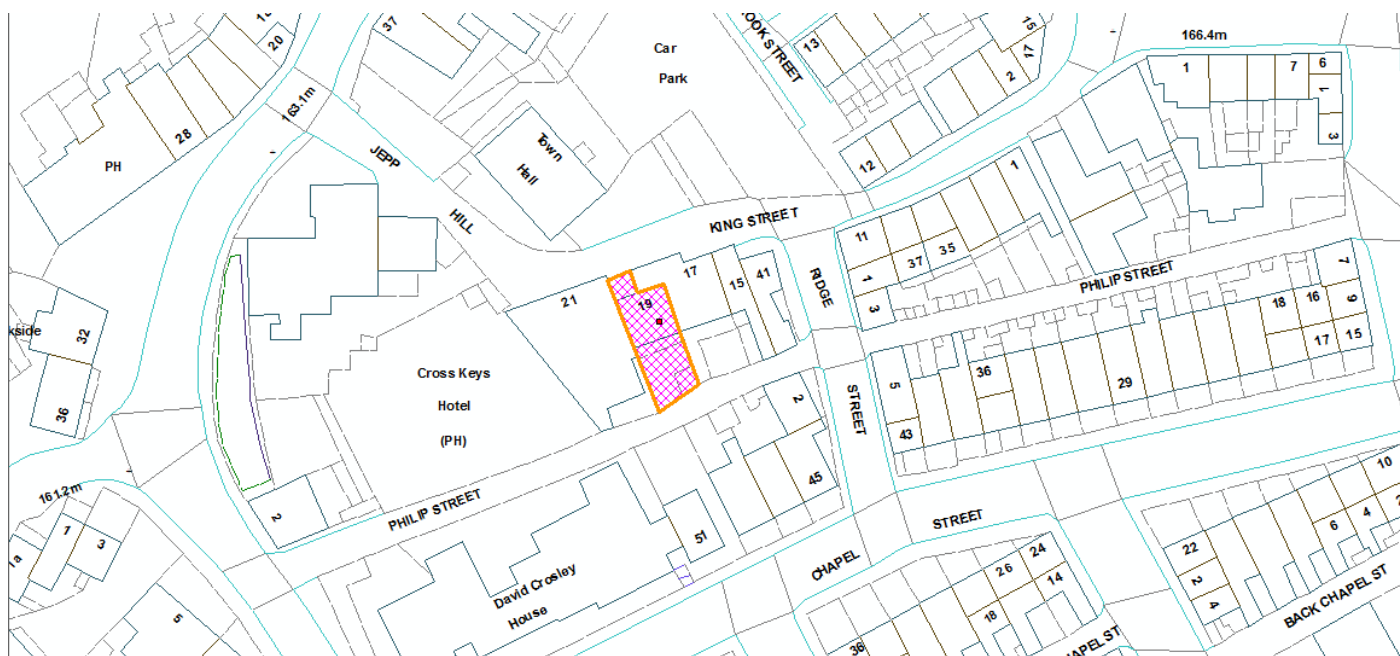 37
20
28
PH
163.1m
JEPP
HILL
Town
Hall
Car
Park
13
15
17
2
12
166.4m
1
7
6
1
3
KING STREET
RIDGE
STREET
1
11
37
35
1
3
PHILIP STREET
7
9
18
16
17
15
21
19
17
15
41
32
36
Cross Keys
Hotel
(PH)
5
36
29
43
2
45
161.2m
2
PHILIP STREET
1
3
5
51
David Crosley
House
CHAPEL
STREET
24
26
14
18
36
22
2
4
6
4
10
BACK CHAPEL ST